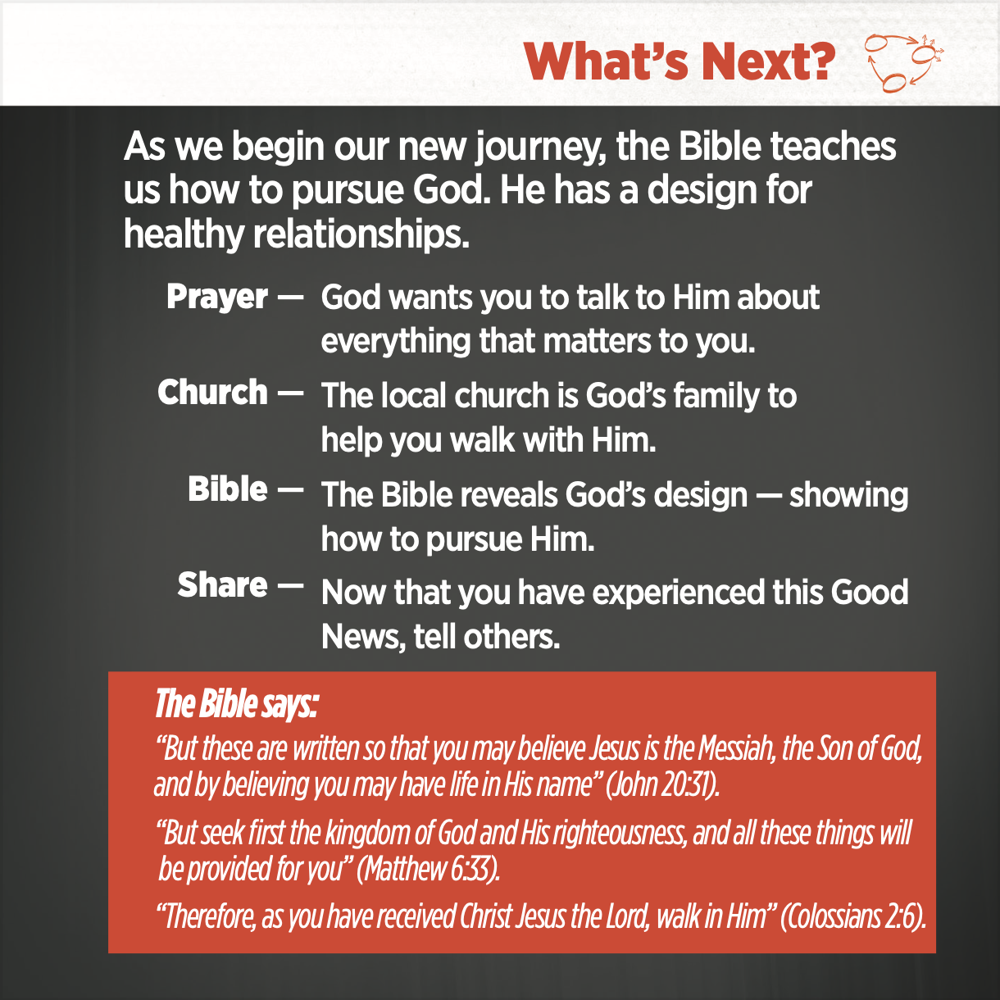 What’s Next?
As we begin our new journey, the Bible teaches
us how to pursue God. He has a design for
healthy relationships.
Prayer — God wants you to talk to Him about
everything that matters to you.
Church — The local church is God’s family to
help you walk with Him.
Bible — The Bible reveals God’s design — showing
how to pursue Him.
Share — Now that you have experienced this Good
News, tell others.
The Bible says:
“But these are written so that you may believe Jesus is the Messiah, the Son of God,
and by believing you may have life in His name” (John 20:31).
“But seek first the kingdom of God and His righteousness, and all these things will
be provided for you” (Matthew 6:33).
“Therefore, as you have received Christ Jesus the Lord, walk in Him” (Colossians 2:6).